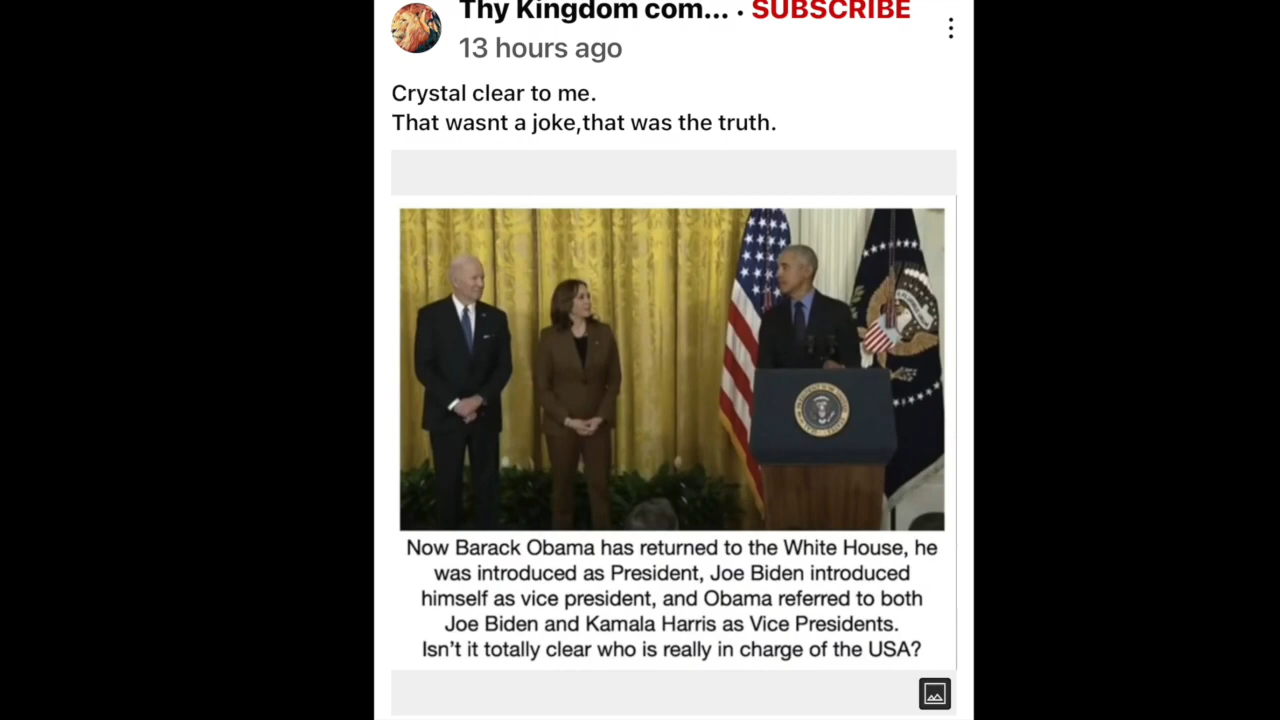 Thy Kingdom com... · SUBSCRIBE
13 hours ago
Crystal clear to me.
That wasnt a joke,that was the truth.
Now Barack Obama has returned to the White House, he
was introduced as President, Joe Biden introduced
himself as vice president, and Obama referred to both
Joe Biden and Kamala Harris as Vice Presidents.
Isn't it totally clear who is really in charge of the USA?